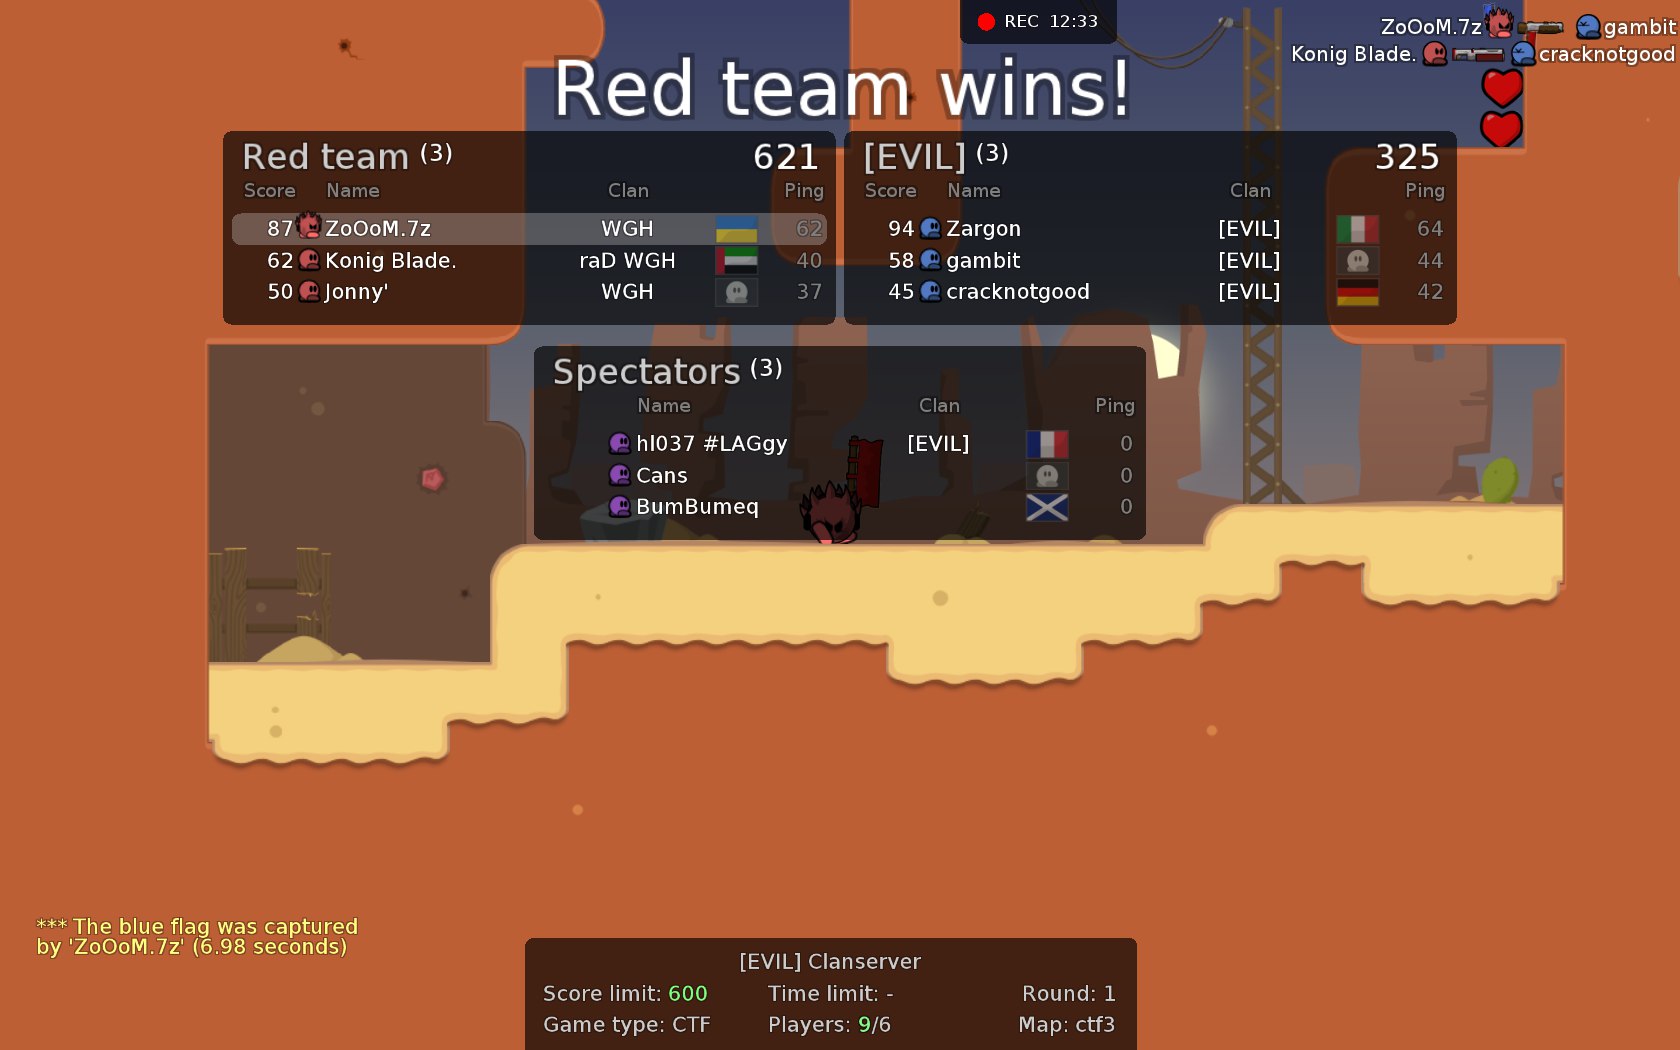 REC 12:33
ZoOoM.7z gambit
Konig Blade. cracknotgood
Red team wins!
Red team (3) 621
Score Name Clan Ping
87 ZoOoM.7z WGH 62
62 Konig Blade. raD WGH 40
50 Jonny' WGH 37
[EVIL] (3) 325
Score Name Clan Ping
94 Zargon [EVIL] 64
58 gambit [EVIL] 44
45 cracknotgood [EVIL] 42
Spectators (3)
Name Clan Ping
hl037 #LAGgy [EVIL] 0
Cans 0
BumBumeq 0
*** The blue flag was captured
by 'ZoOoM.7z' (6.98 seconds)
[EVIL] Clanserver
Score limit: 600 Time limit: - Round: 1
Game type: CTF Players: 9/6 Map: ctf3